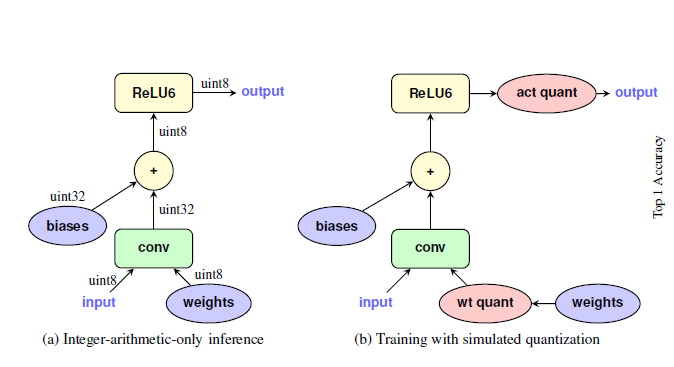 ReLU6
uint8
output
uint8
+
uint32
biases
uint32
conv
uint8
uint8
input
weights
(a) Integer-arithmetic-only inference
ReLU6
act quant
output
+
biases
conv
input
wt quant
weights
(b) Training with simulated quantization
Top 1 Accuracy